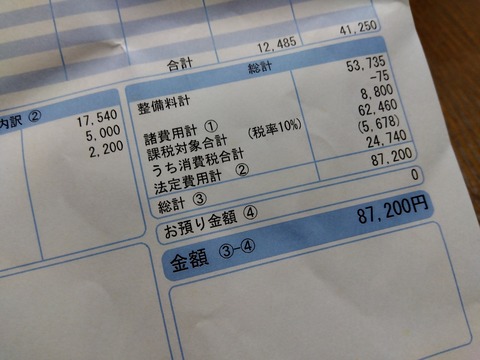 合計 12,485 41,250
総計
整備料計 53,735
-75
諸費用計 ① 8,800
課税対象合計 (税率10%) 62,460
うち消費税合計 (5,678)
法定費用計 ② 24,740
総計 ③ 87,200
お預り金額 ④ 0
金額 ③-④ 87,200円
内訳 ② 17,540
5,000
2,200